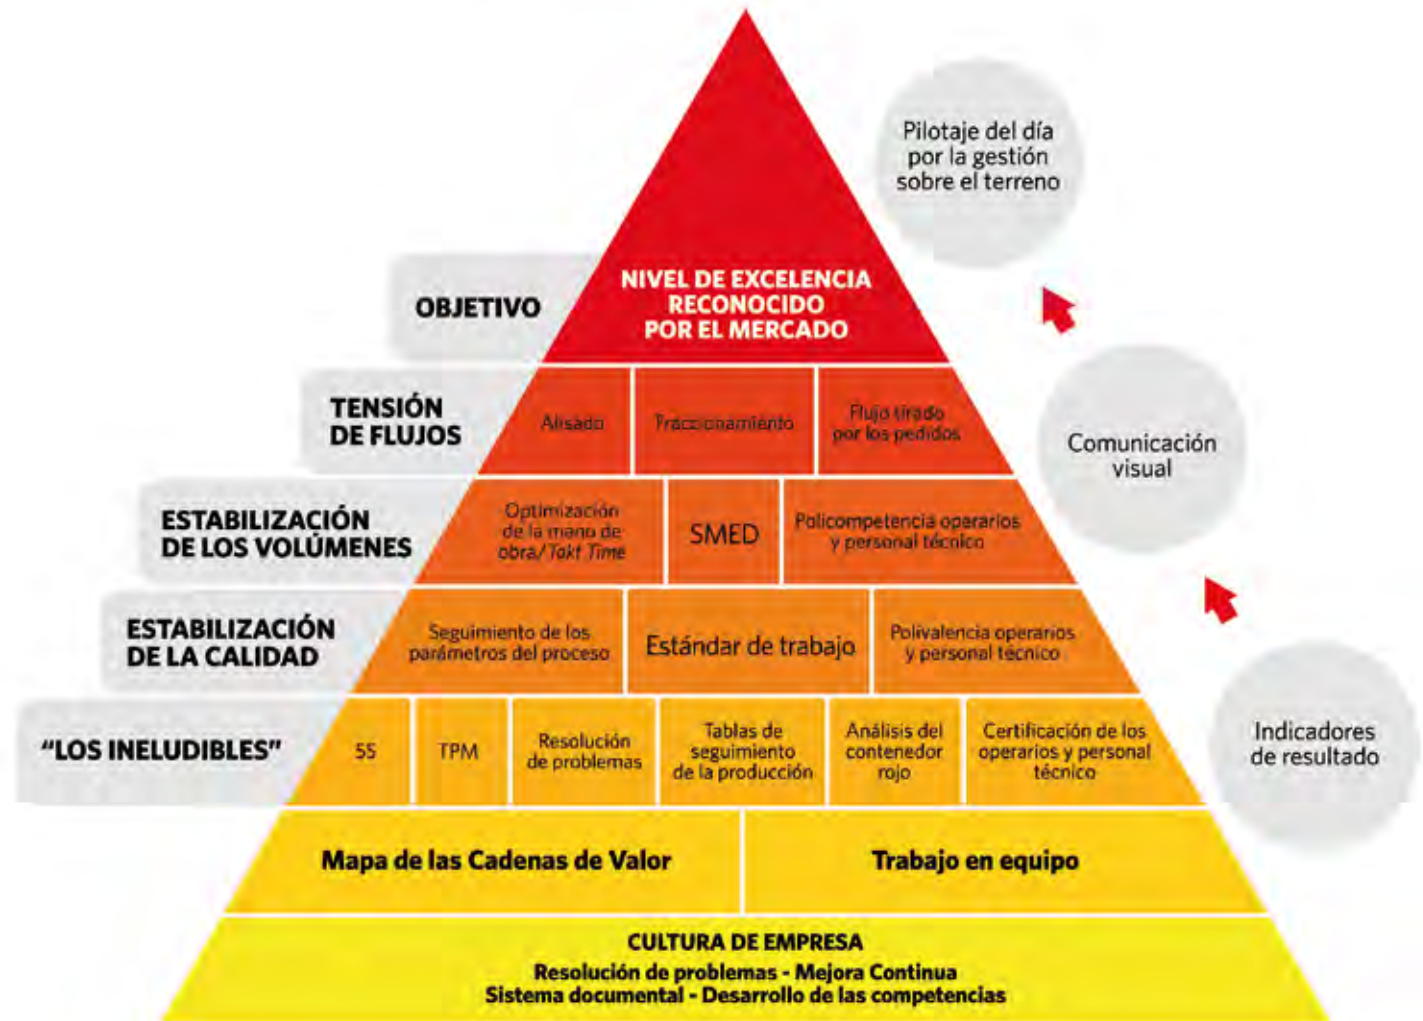 Pilotaje del día
por la gestión
sobre el terreno
OBJETIVO
NIVEL DE EXCELENCIA
RECONOCIDO
POR EL MERCADO
TENSIÓN
DE FLUJOS
Alisado
Fraccionamiento
Flujo tirado
por los pedidos
Comunicación
visual
ESTABILIZACIÓN
DE LOS VOLÚMENES
Optimización
de la mano de
obra/Takt Time
SMED
Policompetencia operarios
y personal técnico
ESTABILIZACIÓN
DE LA CALIDAD
Seguimiento de los
parámetros del proceso
Estándar de trabajo
Polivalencia operarios
y personal técnico
"LOS INELUDIBLES"
5S
TPM
Resolución
de problemas
Tablas de
seguimiento
de la producción
Análisis del
contenedor
rojo
Certificación de los
operarios y personal
técnico
Indicadores
de resultado
Mapa de las Cadenas de Valor
Trabajo en equipo
CULTURA DE EMPRESA
Resolución de problemas - Mejora Continua
Sistema documental - Desarrollo de las competencias